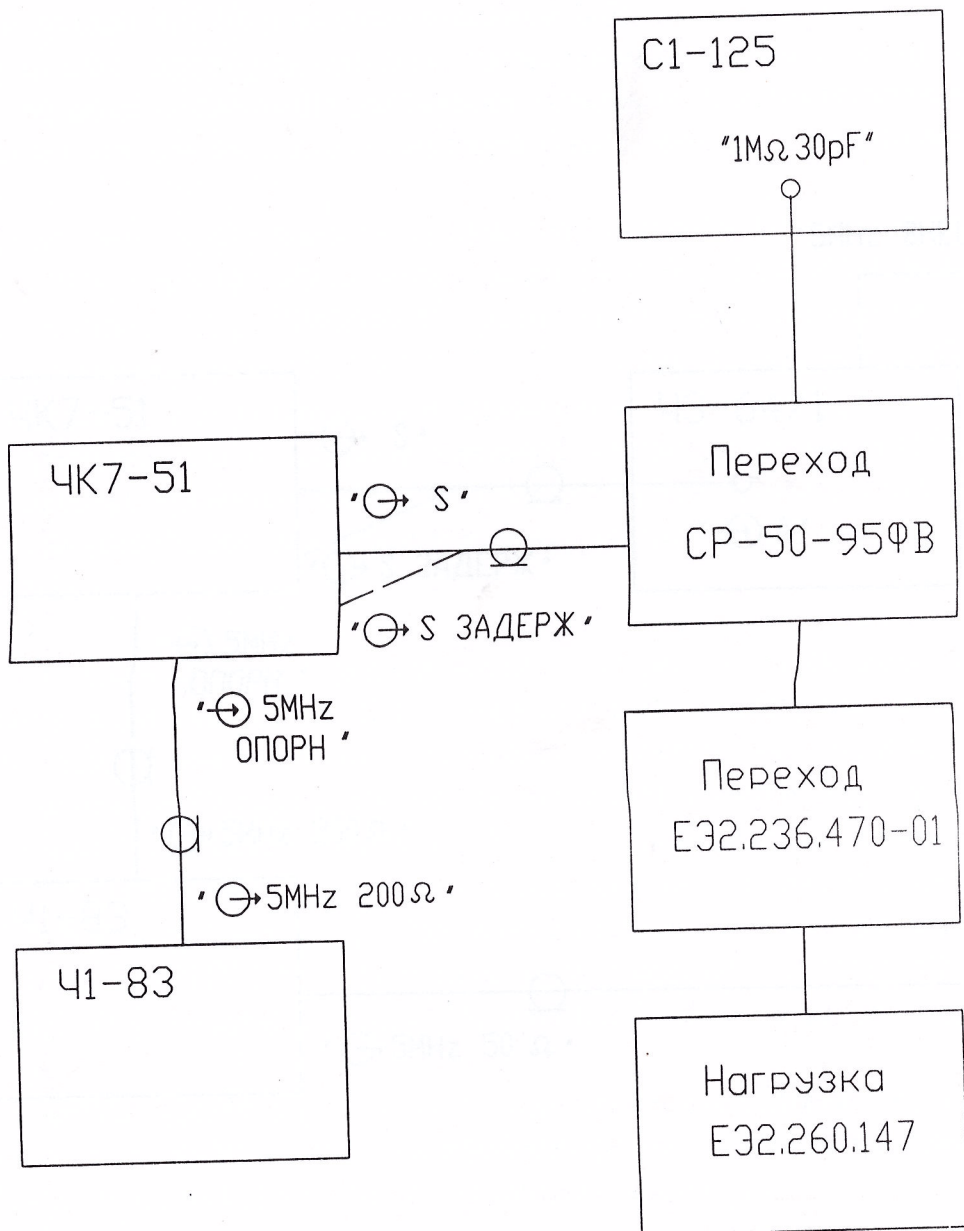 С1-125
"1MΩ 30pF"
ЧК7-51
" S "
Переход
СР-50-95ФВ
" S ЗАДЕРЖ "
" 5MHz
ОПОРН "
Переход
ЕЭ2.236.470-01
" 5MHz 200Ω "
Ч1-83
Нагрузка
ЕЭ2.260.147